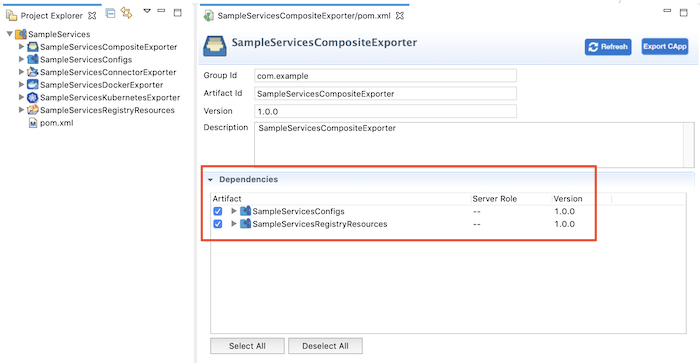 Project Explorer
SampleServices
SampleServicesCompositeExporter
SampleServicesConfigs
SampleServicesConnectorExporter
SampleServicesDockerExporter
SampleServicesKubernetesExporter
SampleServicesRegistryResources
pom.xml
SampleServicesCompositeExporter/pom.xml
SampleServicesCompositeExporter
Refresh
Export CApp
Group Id com.example
Artifact Id SampleServicesCompositeExporter
Version 1.0.0
Description SampleServicesCompositeExporter
Dependencies
Artifact Server Role Version
SampleServicesConfigs -- 1.0.0
SampleServicesRegistryResources -- 1.0.0
Select All Deselect All